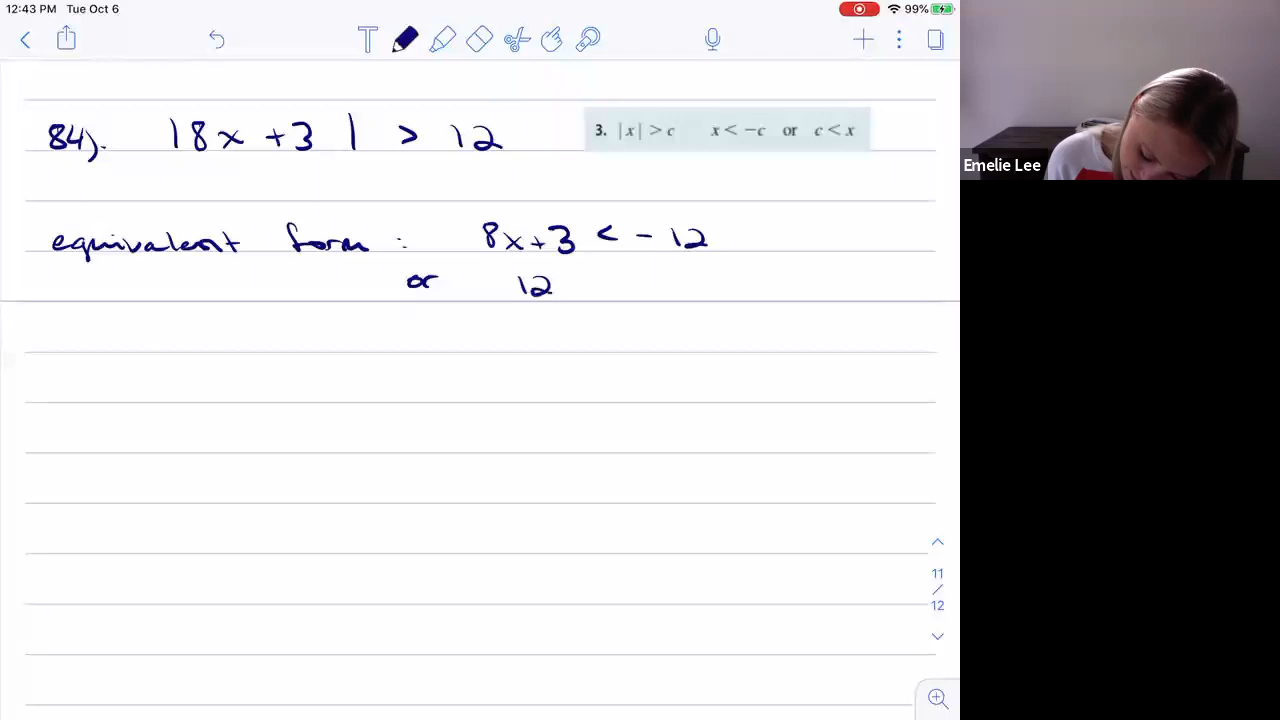 12:43 PM Tue Oct 6
99%
84). |8x + 3| > 12
3. |x| > c x < −c or c < x
Emelie Lee
equivalent form : 8x+3 < - 12
or 12
11
/
12